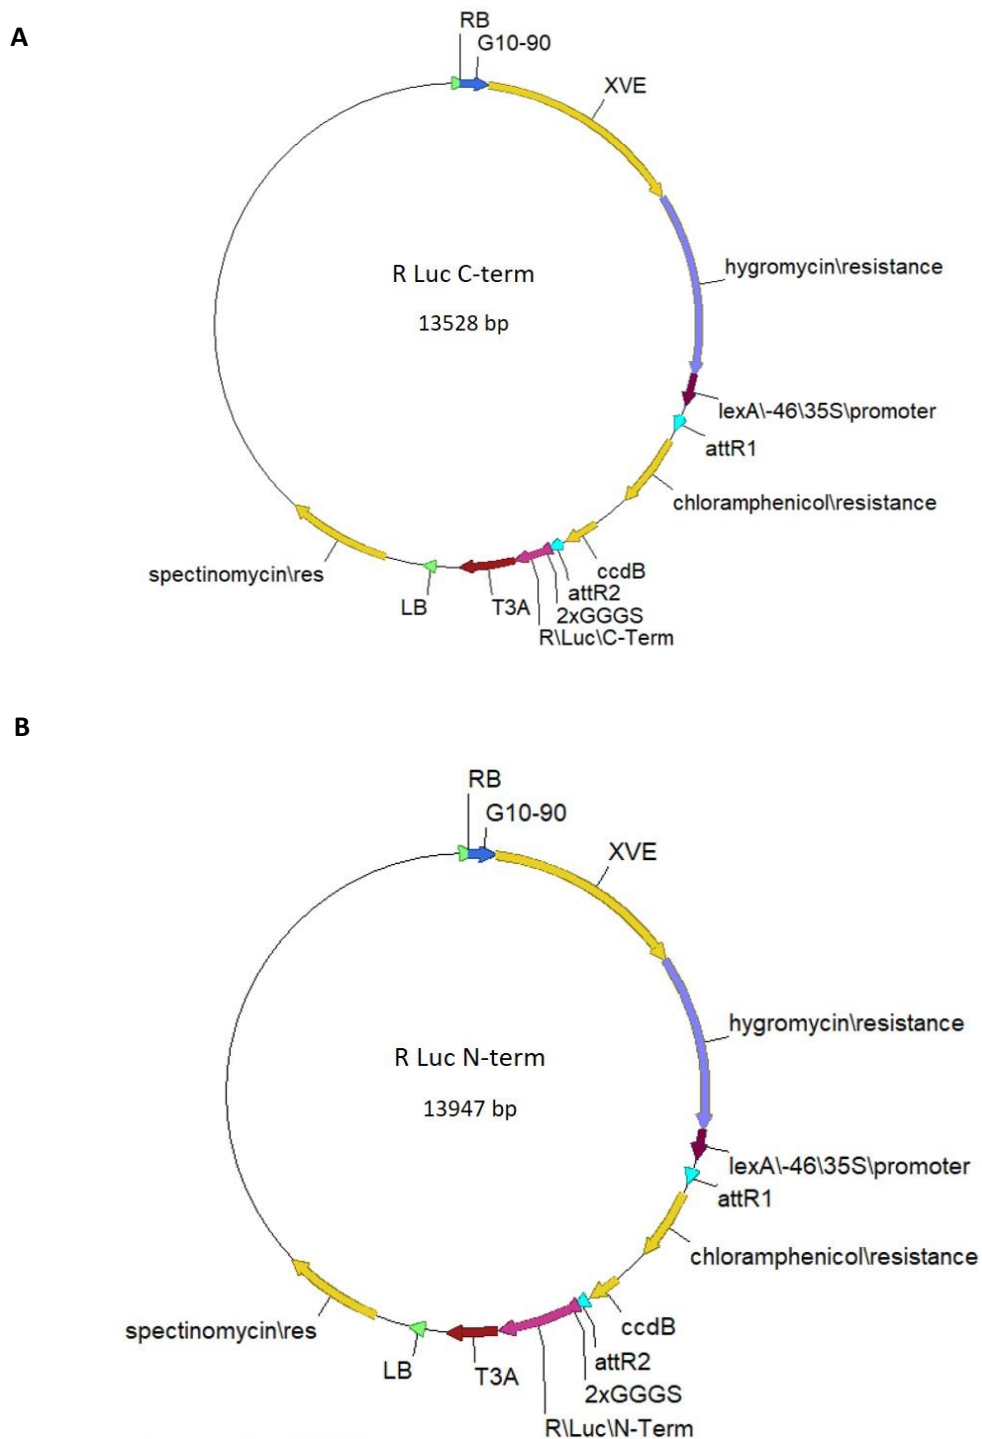 A
RB
G10-90
XVE
R Luc C-term
13528 bp
hygromycin\resistance
lexA\-46\35S\promoter
attR1
chloramphenicol\resistance
ccdB
attR2
2xGGGS
R\Luc\C-Term
T3A
LB
spectinomycin\res
B
RB
G10-90
XVE
R Luc N-term
13947 bp
hygromycin\resistance
lexA\-46\35S\promoter
attR1
chloramphenicol\resistance
ccdB
attR2
2xGGGS
R\Luc\N-Term
T3A
LB
spectinomycin\res